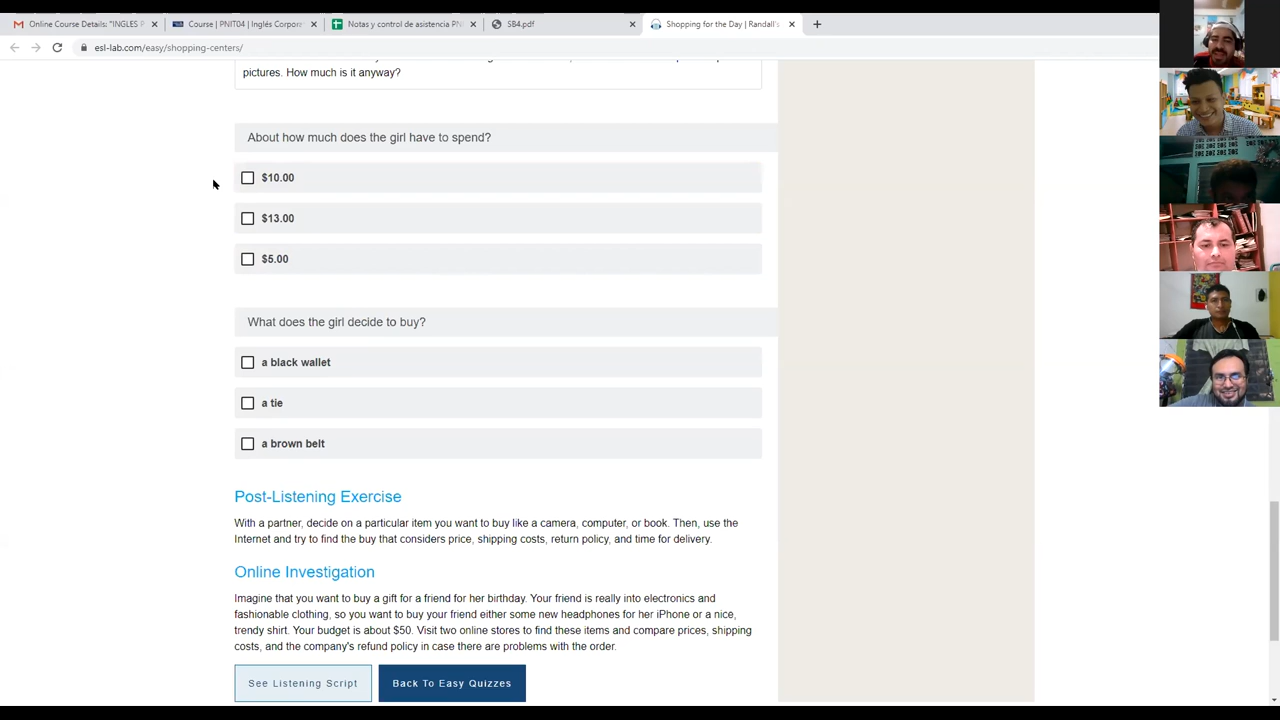 Online Course Details: "INGLES P
Course | PNIT04 | Inglés Corpor
Notas y control de asistencia PN
SB4.pdf
Shopping for the Day | Randall's
esl-lab.com/easy/shopping-centers/
pictures. How much is it anyway?
About how much does the girl have to spend?
$10.00
$13.00
$5.00
What does the girl decide to buy?
a black wallet
a tie
a brown belt
Post-Listening Exercise
With a partner, decide on a particular item you want to buy like a camera, computer, or book. Then, use the
Internet and try to find the buy that considers price, shipping costs, return policy, and time for delivery.
Online Investigation
Imagine that you want to buy a gift for a friend for her birthday. Your friend is really into electronics and
fashionable clothing, so you want to buy your friend either some new headphones for her iPhone or a nice,
trendy shirt. Your budget is about $50. Visit two online stores to find these items and compare prices, shipping
costs, and the company's refund policy in case there are problems with the order.
See Listening Script
Back To Easy Quizzes